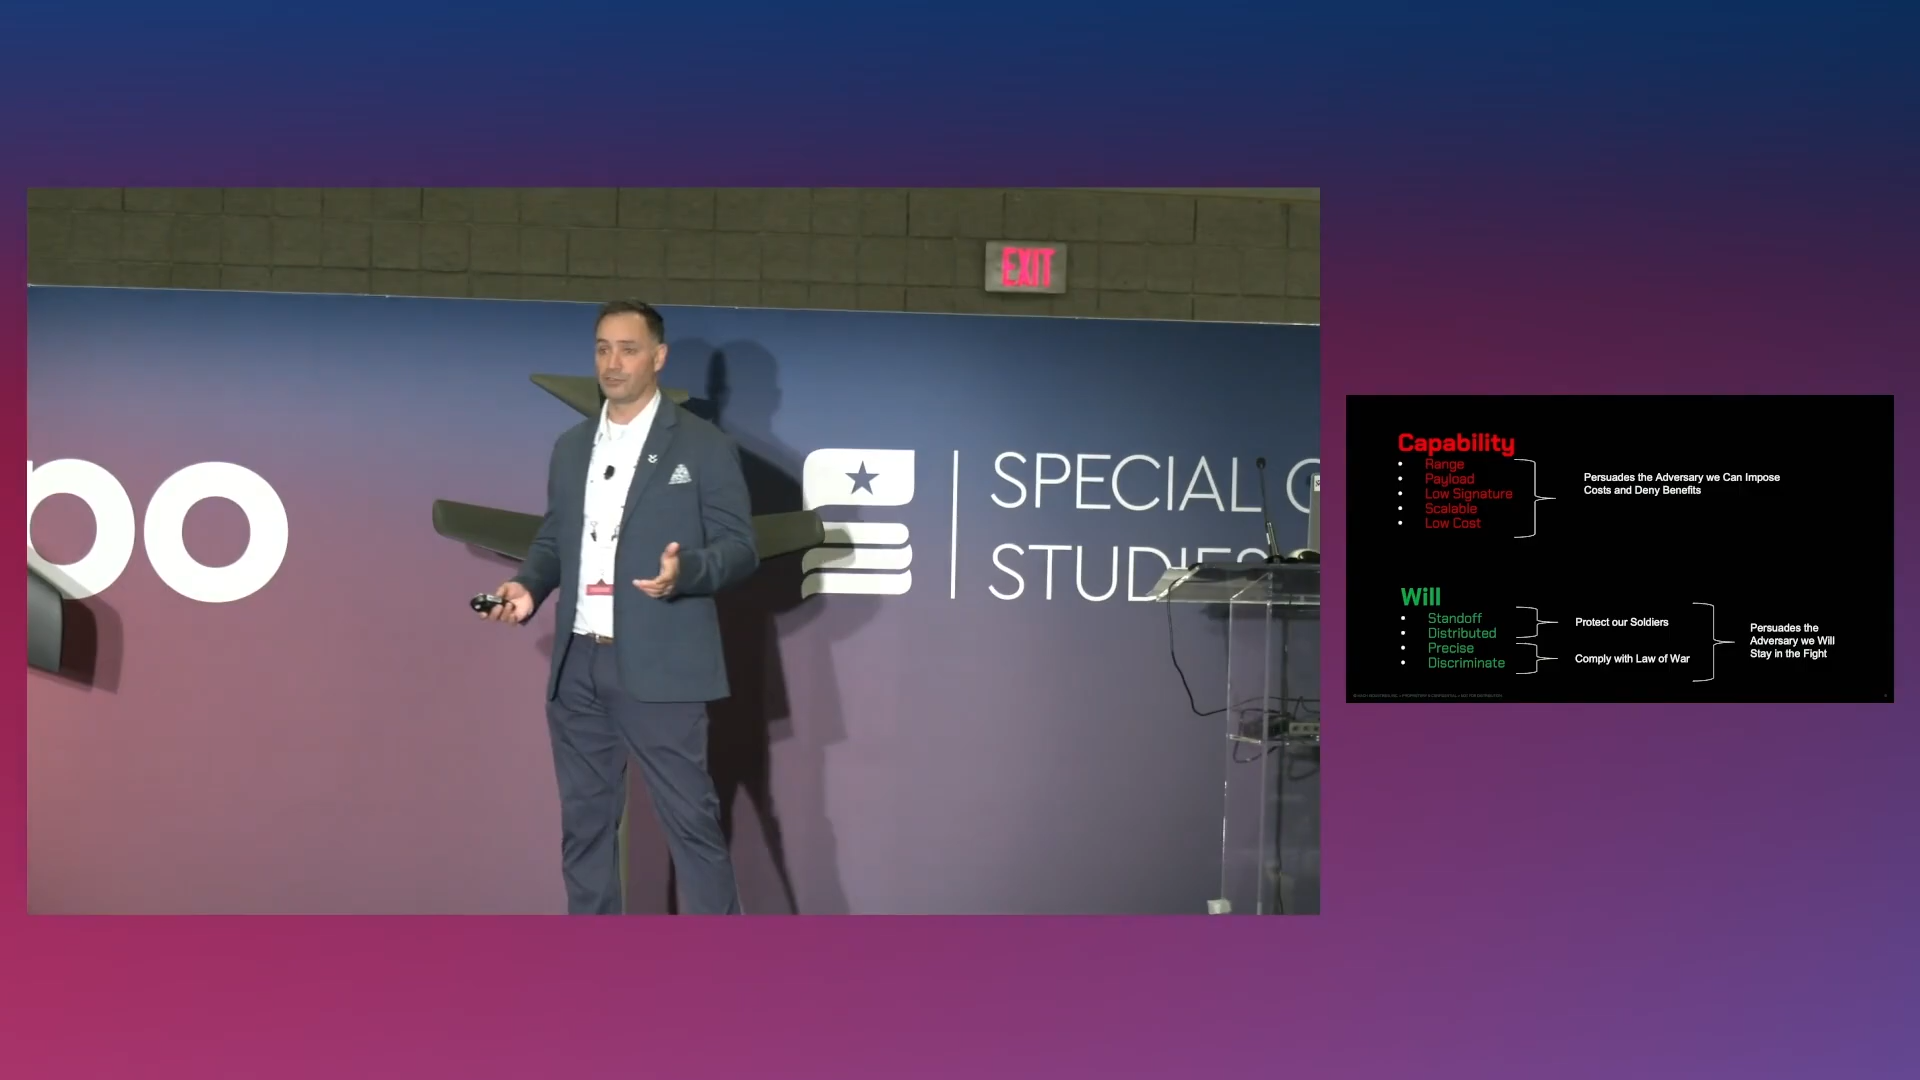 EXIT
po
SPECIAL
STUDIES
Capability
• Range
• Payload
• Low Signature
• Scalable
• Low Cost
Persuades the Adversary we Can Impose
Costs and Deny Benefits
Will
• Standoff
• Distributed
• Precise
• Discriminate
Protect our Soldiers
Comply with Law of War
Persuades the
Adversary we Will
Stay in the Fight